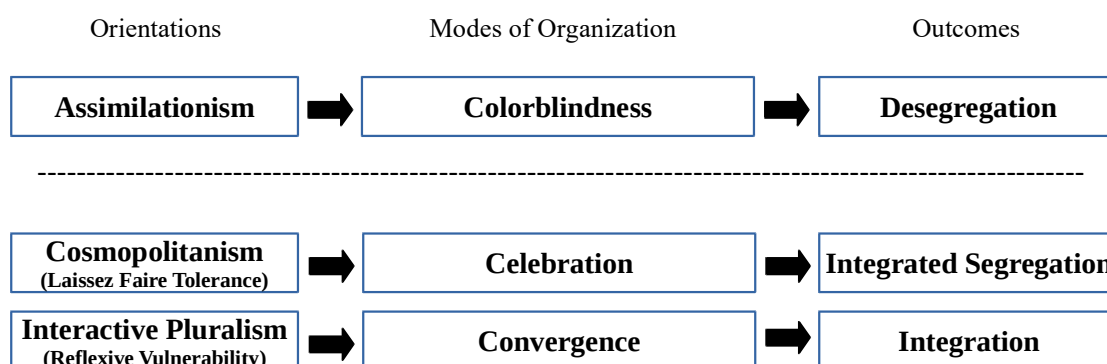 Orientations Modes of Organization Outcomes
Assimilationism Colorblindness Desegregation
Cosmopolitanism
(Laissez Faire Tolerance)
Celebration Integrated Segregation
Interactive Pluralism
(Reflexive Vulnerability)
Convergence Integration